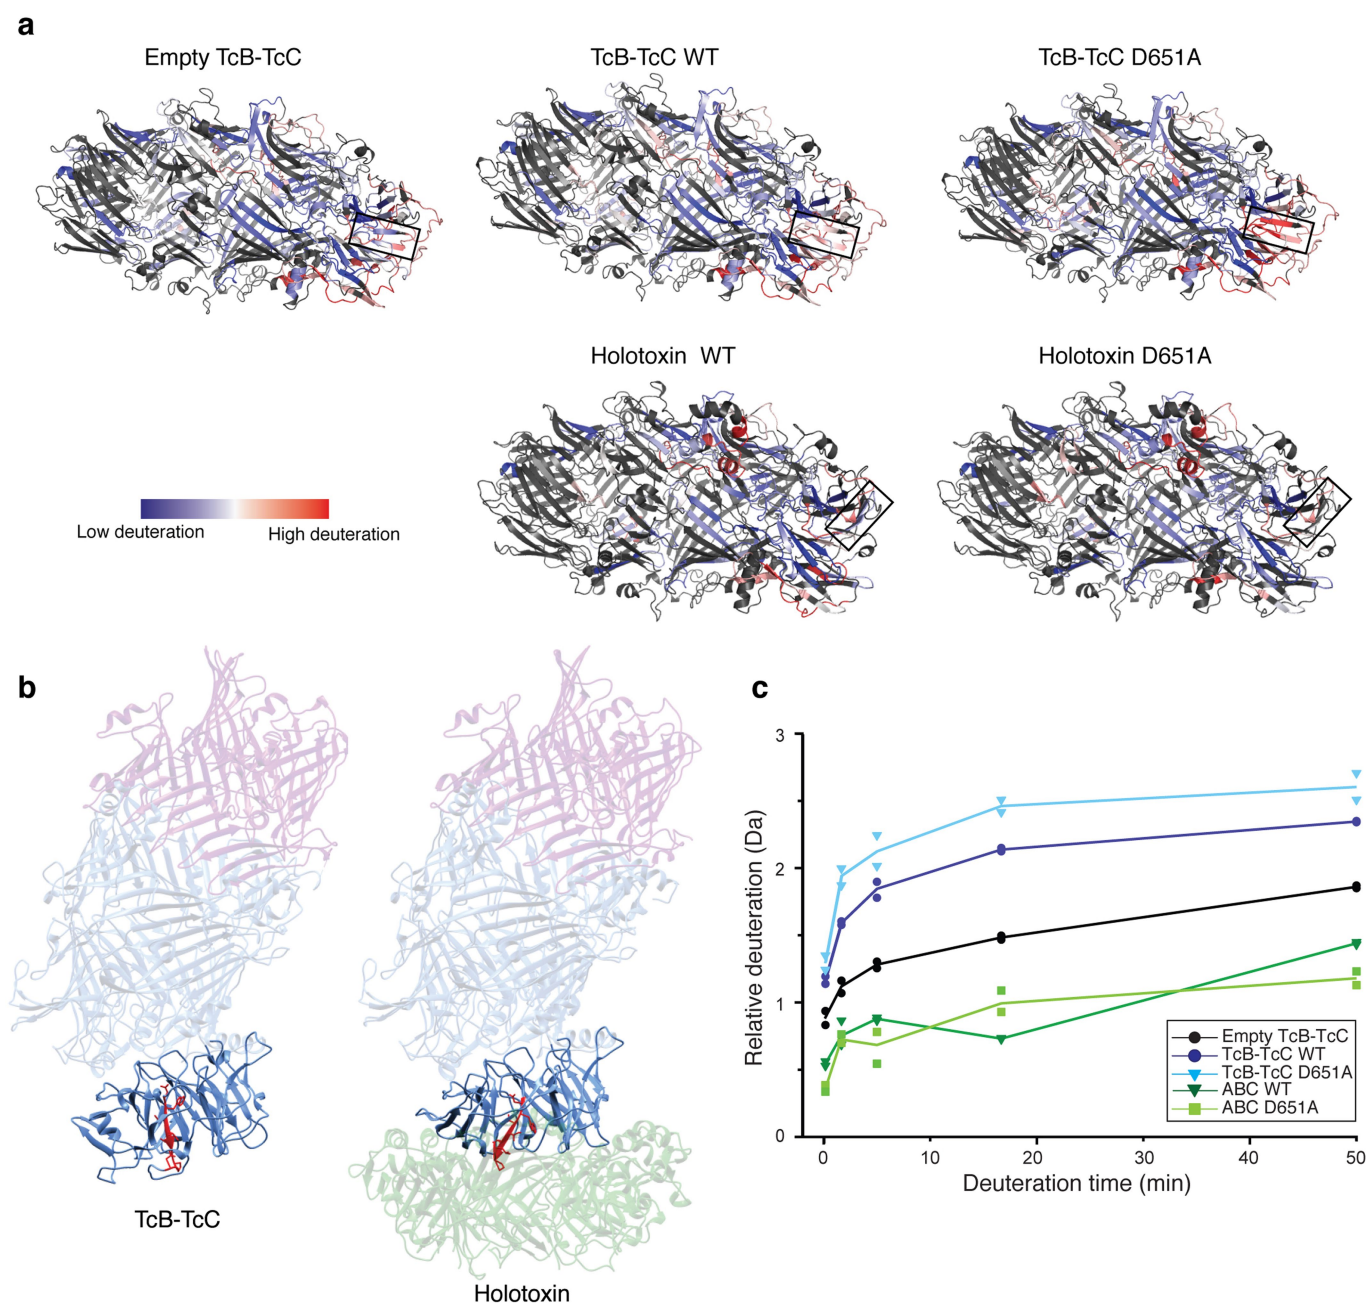 a
Empty TcB-TcC
TcB-TcC WT
TcB-TcC D651A
Holotoxin WT
Holotoxin D651A
Low deuteration
High deuteration
b
TcB-TcC
Holotoxin
c
3
2
1
0
Relative deuteration (Da)
0 10 20 30 40 50
Deuteration time (min)
Empty TcB-TcC
TcB-TcC WT
TcB-TcC D651A
ABC WT
ABC D651A